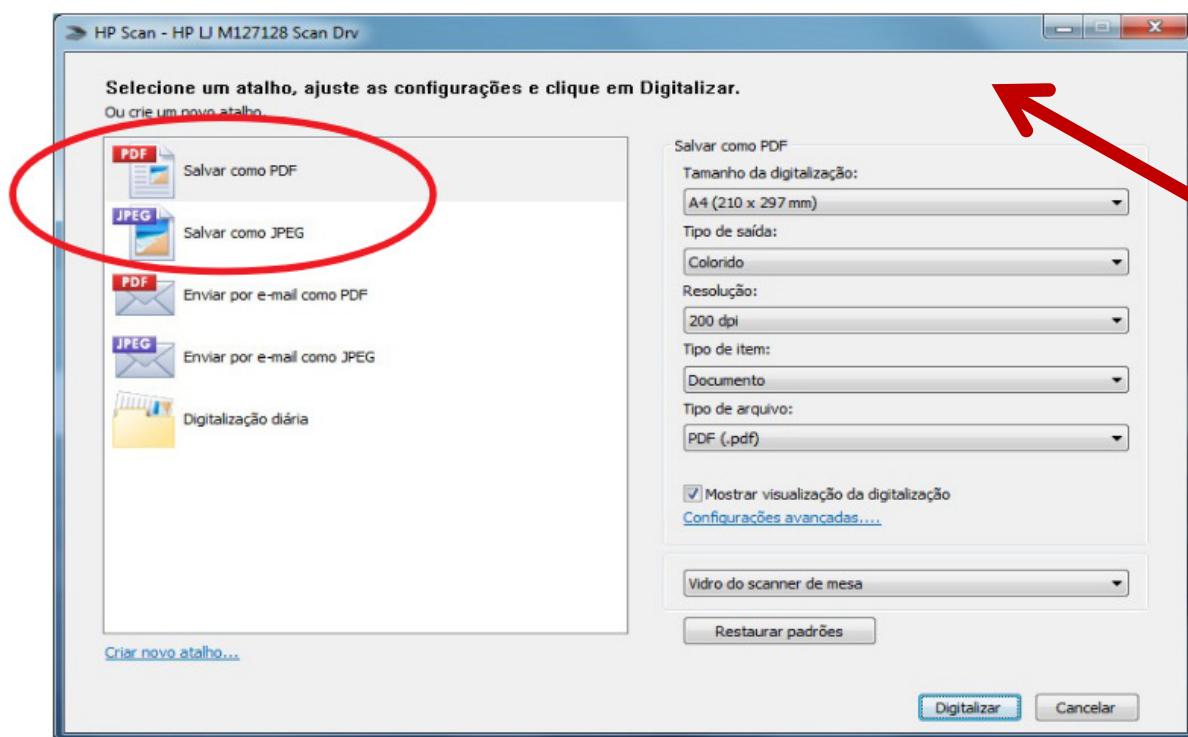 HP Scan - HP LJ M127128 Scan Drv
Selecione um atalho, ajuste as configurações e clique em Digitalizar.
Ou crie um novo atalho.
PDF
Salvar como PDF
JPEG
Salvar como JPEG
PDF
Enviar por e-mail como PDF
JPEG
Enviar por e-mail como JPEG
Digitalização diária
Criar novo atalho...
Salvar como PDF
Tamanho da digitalização:
A4 (210 x 297 mm)
Tipo de saída:
Colorido
Resolução:
200 dpi
Tipo de item:
Documento
Tipo de arquivo:
PDF (.pdf)
Mostrar visualização da digitalização
Configurações avançadas....
Vidro do scanner de mesa
Restaurar padrões
Digitalizar
Cancelar